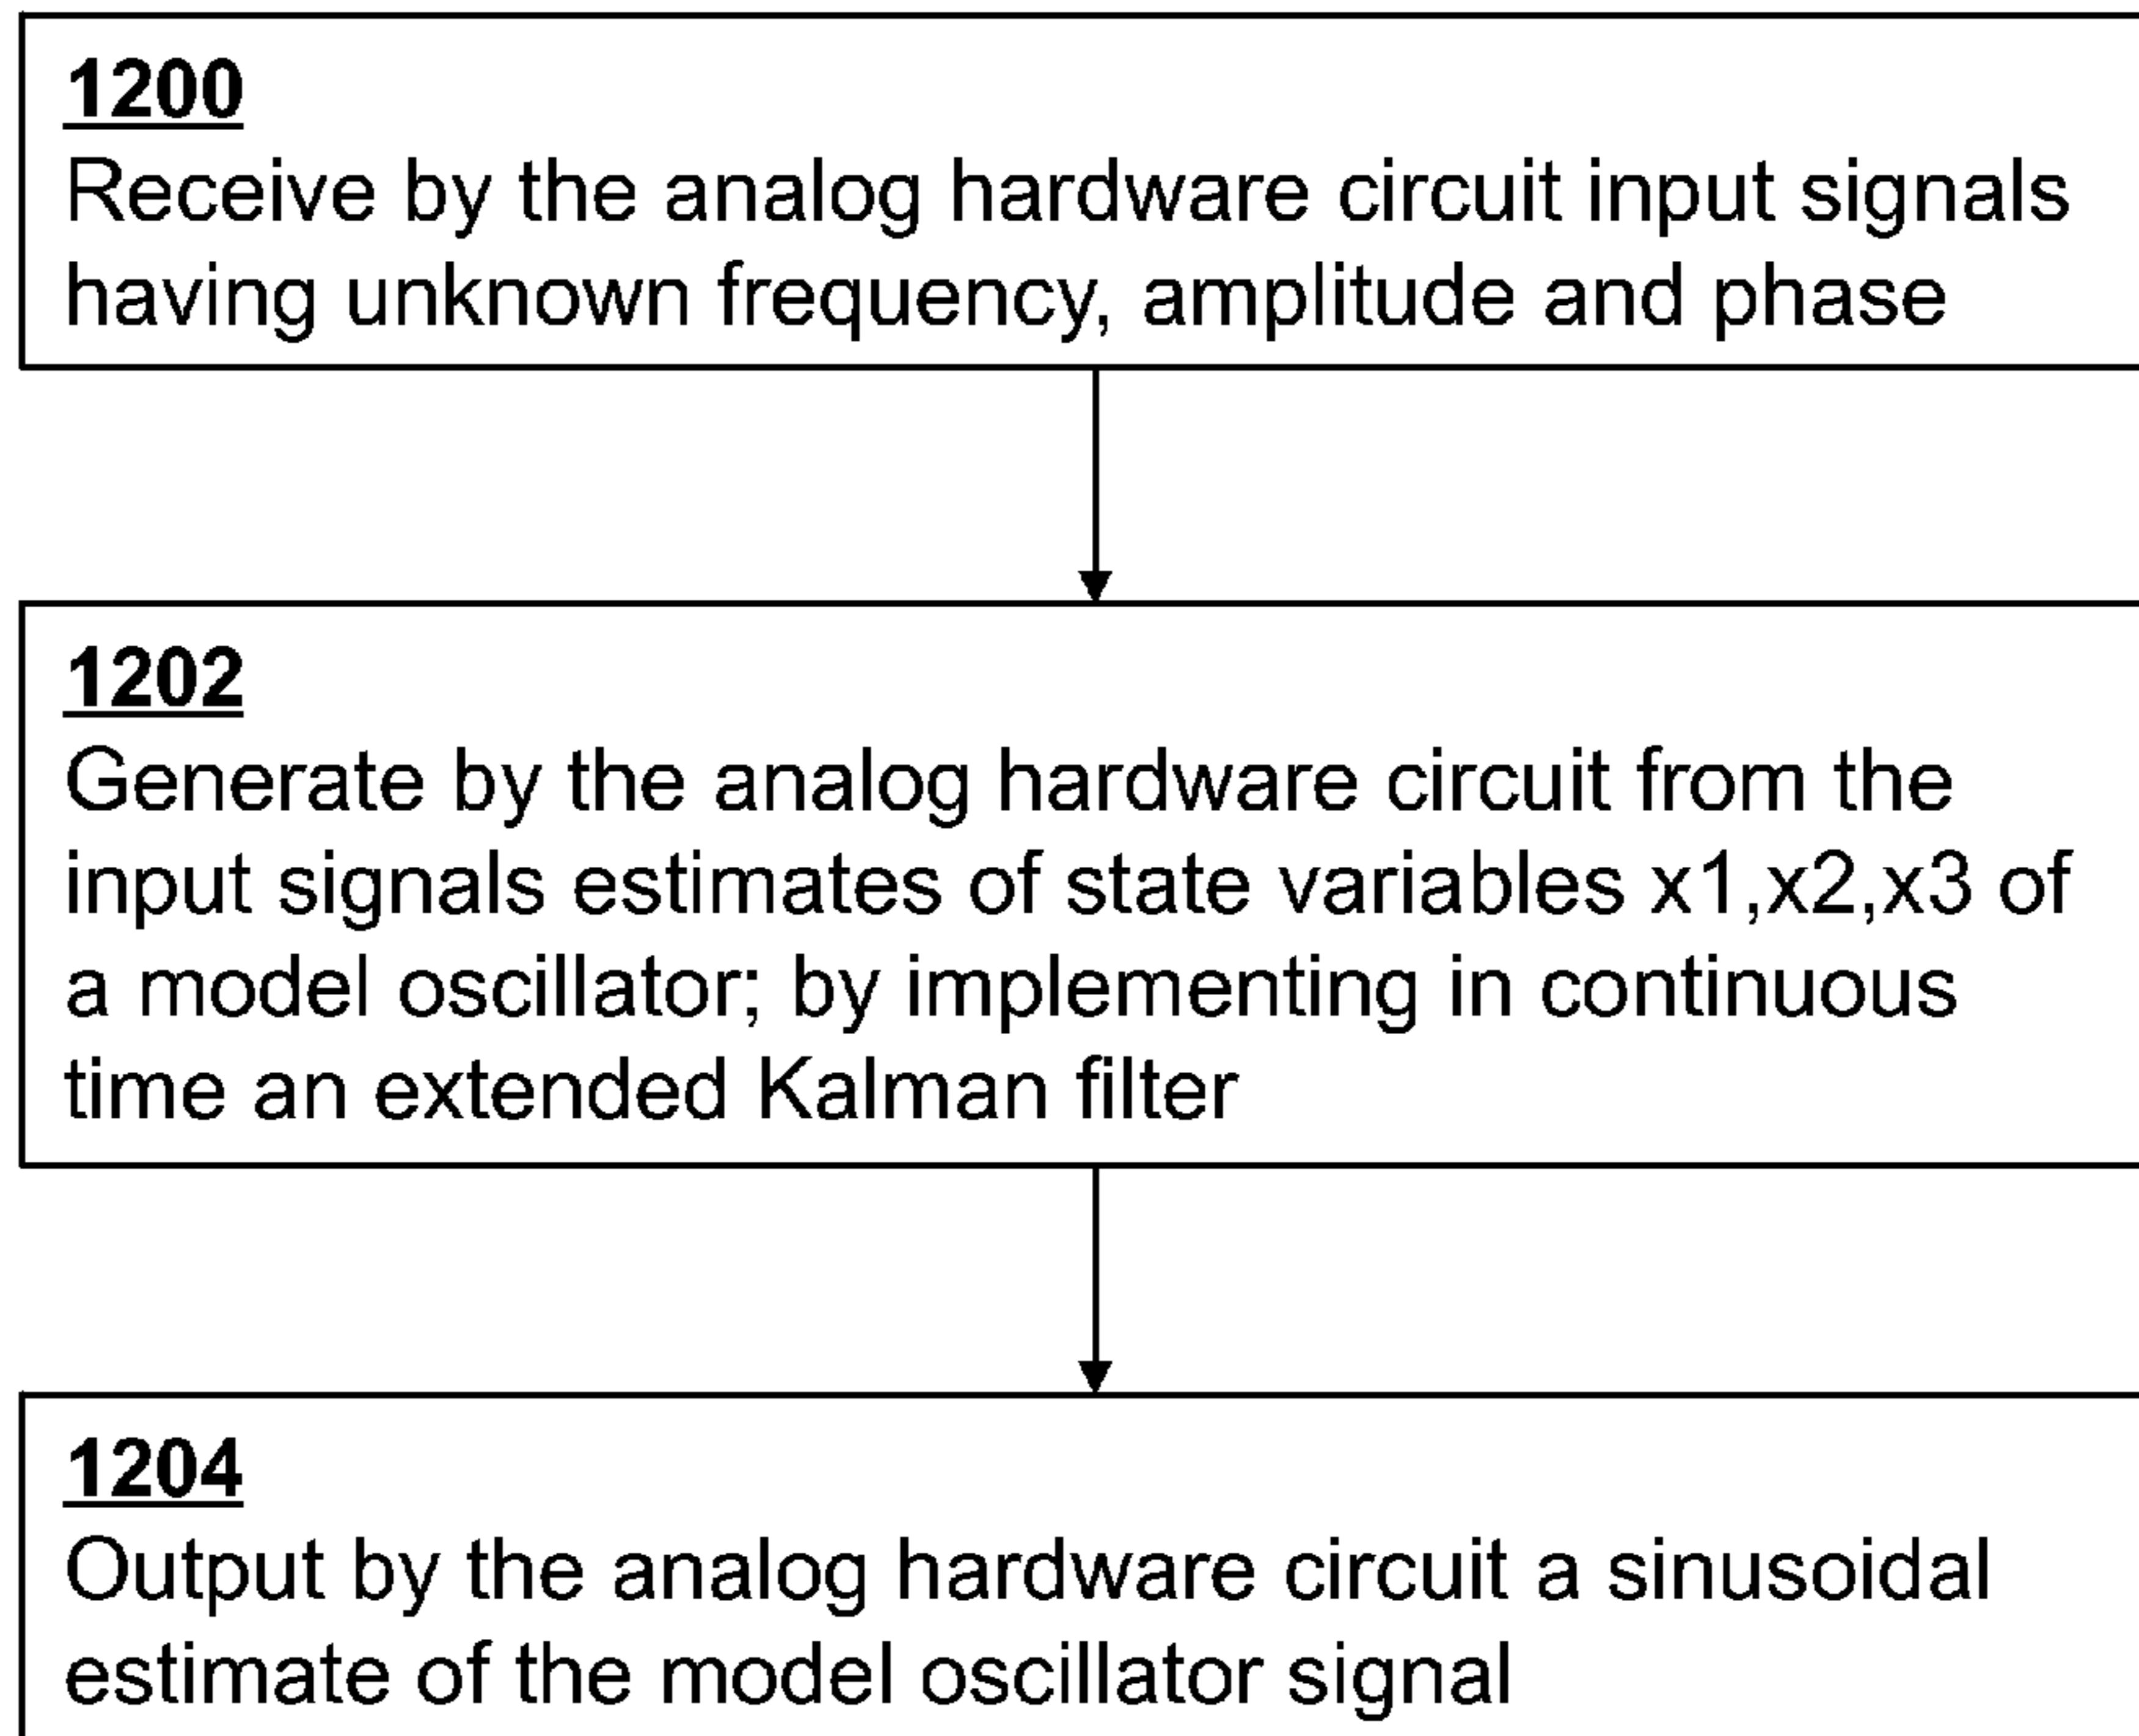 1200
Receive by the analog hardware circuit input signals
having unknown frequency, amplitude and phase
1202
Generate by the analog hardware circuit from the
input signals estimates of state variables x1,x2,x3 of
a model oscillator; by implementing in continuous
time an extended Kalman filter
1204
Output by the analog hardware circuit a sinusoidal
estimate of the model oscillator signal